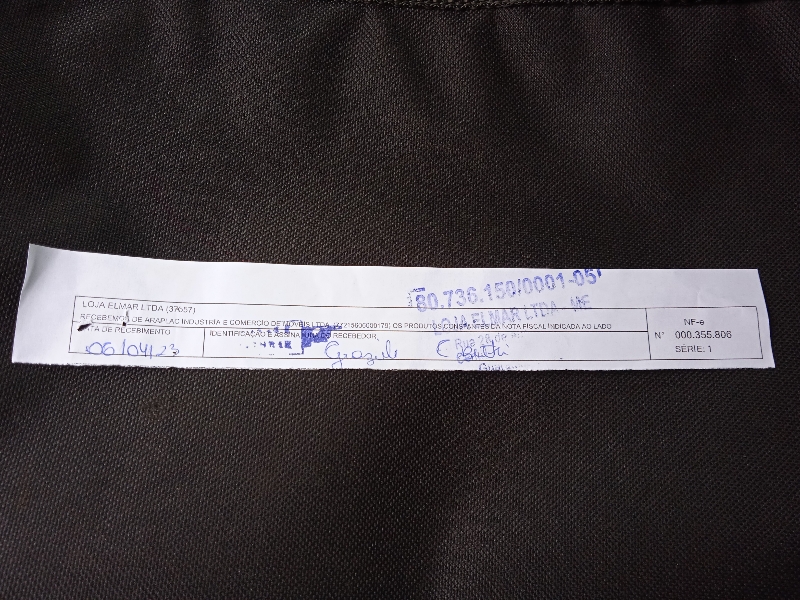 80.736.150/0001-05
LOJA ELMAR LTDA - ME
LOJA ELMAR LTDA (37657)
RECEBEMOS DE ARAPLAC INDUSTRIA E COMERCIO DE MOVEIS LTDA. OS PRODUTOS CONSTANTES DA NOTA FISCAL INDICADA AO LADO
DATA DE RECEBIMENTO
IDENTIFICAÇÃO E ASSINATURA DO RECEBEDOR
06/04/23
NF-e
N° 000.355.806
SÉRIE: 1